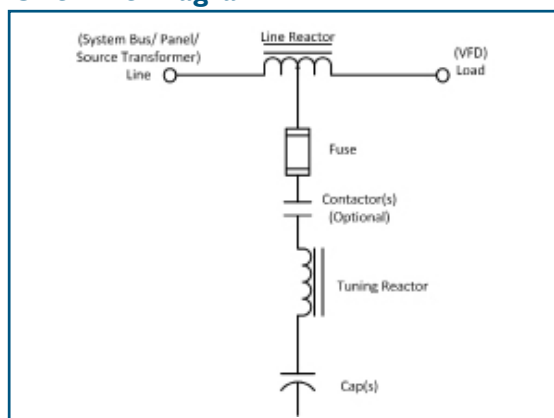 (System Bus/ Panel/
Source Transformer)
Line
Line Reactor
(VFD)
Load
Fuse
Contactor(s)
(Optional)
Tuning Reactor
Cap(s)